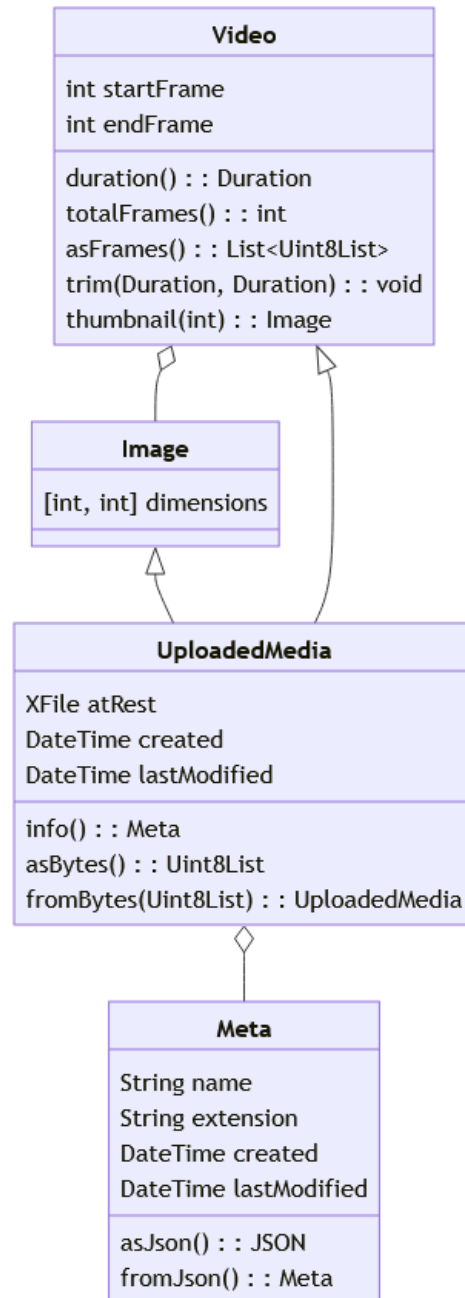 Video
int startFrame
int endFrame
duration() : : Duration
totalFrames() : : int
asFrames() : : List<Uint8List>
trim(Duration, Duration) : : void
thumbnail(int) : : Image
Image
[int, int] dimensions
UploadedMedia
XFile atRest
DateTime created
DateTime lastModified
info() : : Meta
asBytes() : : Uint8List
fromBytes(Uint8List) : : UploadedMedia
Meta
String name
String extension
DateTime created
DateTime lastModified
asJson() : : JSON
fromJson() : : Meta